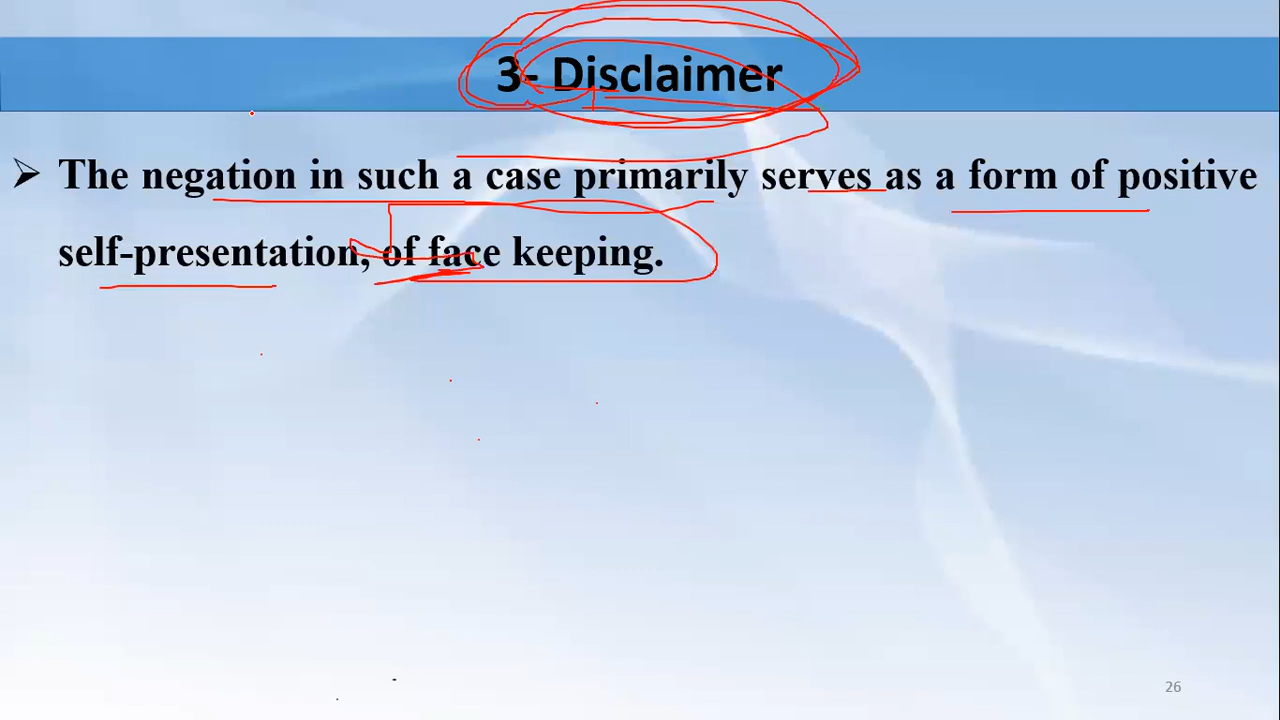 3- Disclaimer
➢ The negation in such a case primarily serves as a form of positive
self-presentation, of face keeping.
26